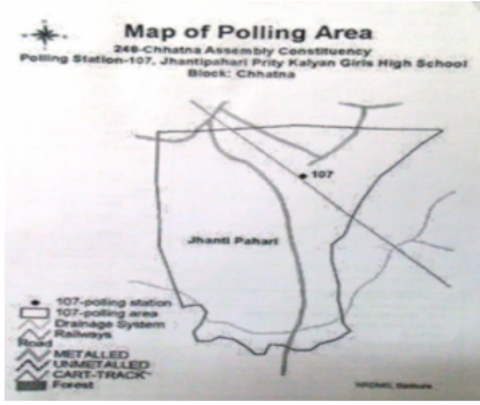 Map of Polling Area
248-Chhatna Assembly Constituency
Polling Station-107, Jhantipahari Prity Kalyan Girls High School
Block: Chhatna
107
Jhanti Pahari
107-polling station
107-polling area
Drainage System
Railways
Road
METALLED
UNMETALLED
CART-TRACK
Forest